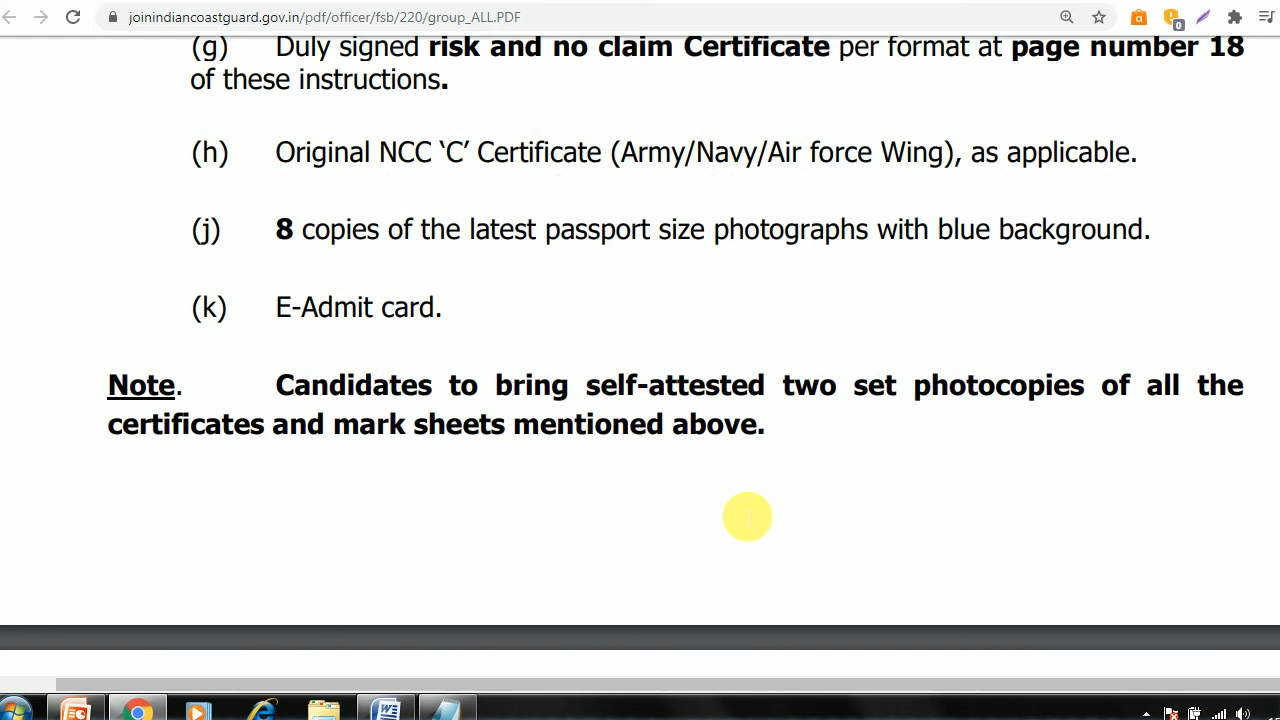 joinindiancoastguard.gov.in/pdf/officer/fsb/220/group_ALL.PDF
0
(g) Duly signed risk and no claim Certificate per format at page number 18
of these instructions.
(h) Original NCC ‘C’ Certificate (Army/Navy/Air force Wing), as applicable.
(j) 8 copies of the latest passport size photographs with blue background.
(k) E-Admit card.
Note. Candidates to bring self-attested two set photocopies of all the
certificates and mark sheets mentioned above.